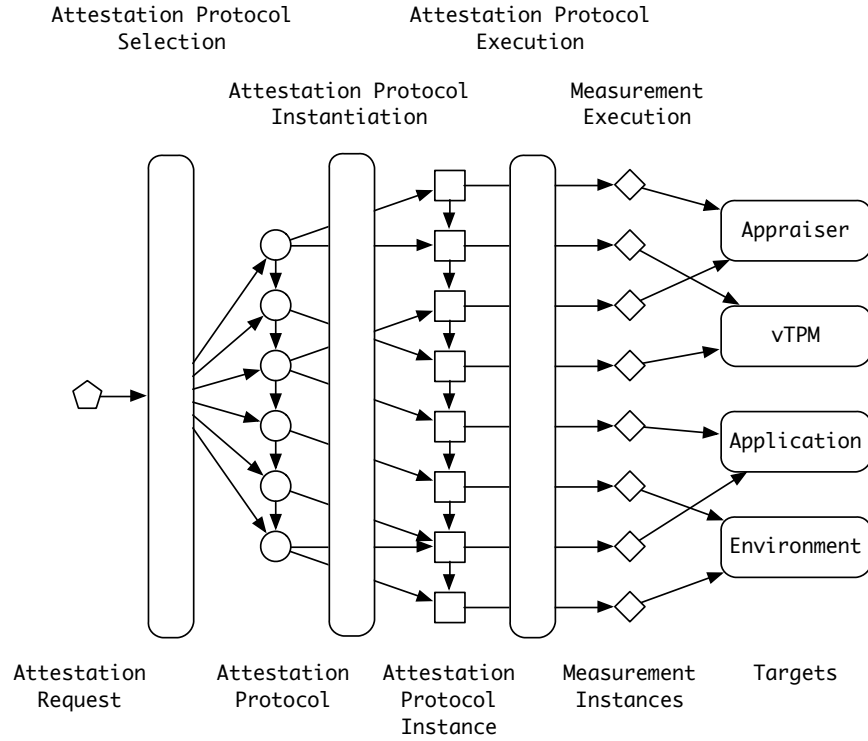 Attestation Protocol
Selection
Attestation Protocol
Execution
Attestation Protocol
Instantiation
Measurement
Execution
Appraiser
vTPM
Application
Environment
Attestation
Request
Attestation
Protocol
Attestation
Protocol
Instance
Measurement
Instances
Targets